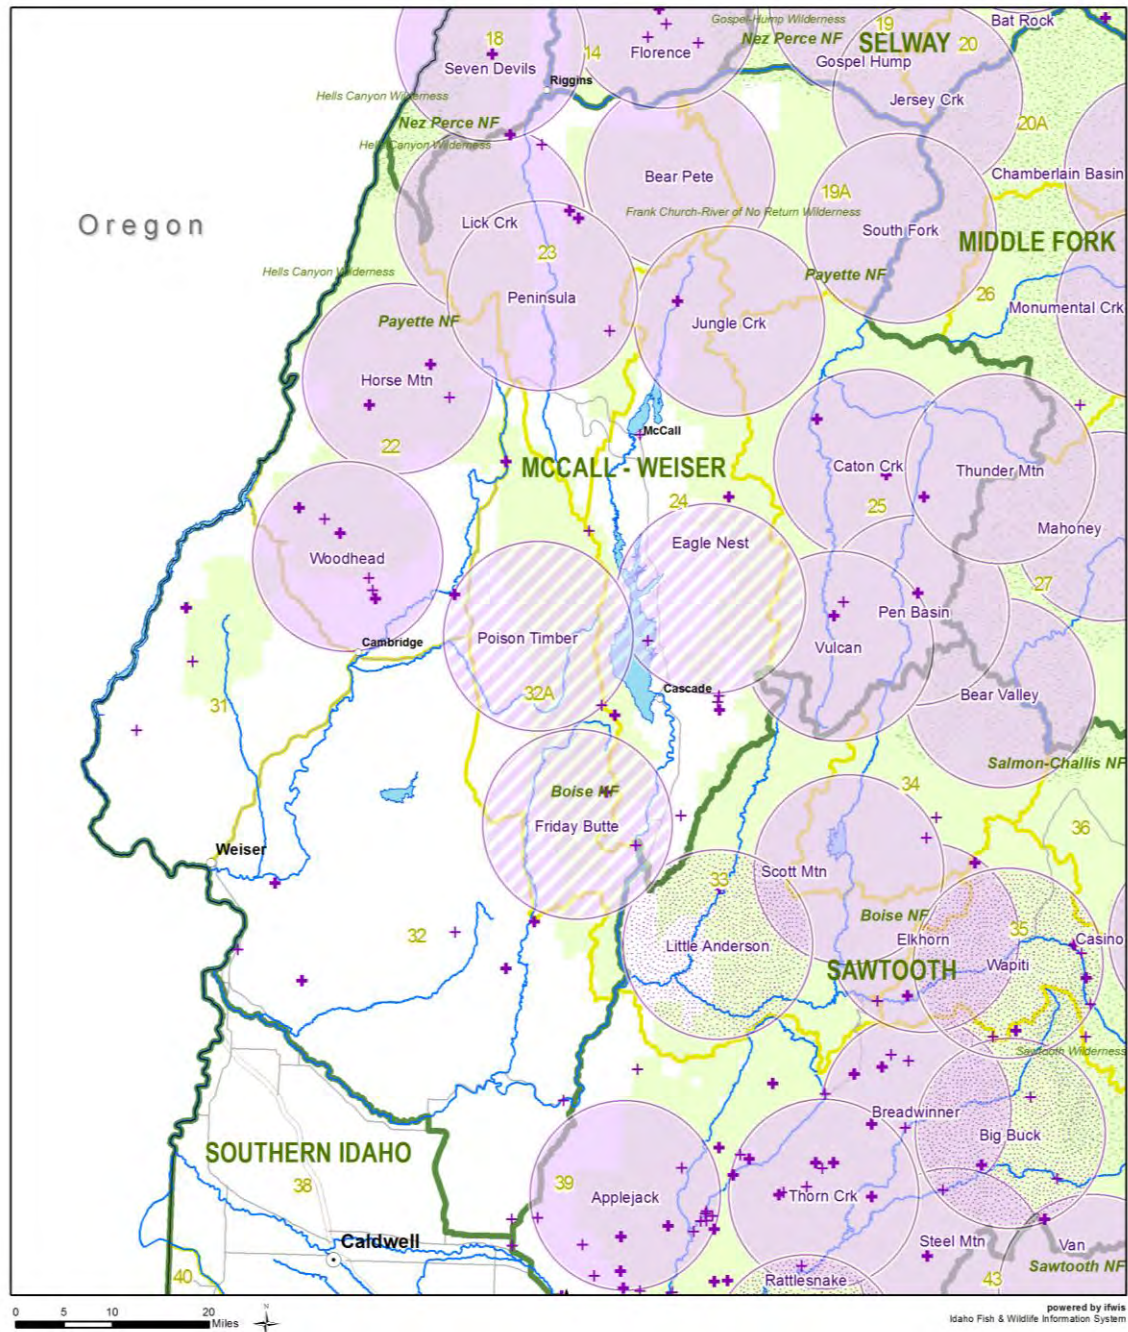 Gospel-Hump Wilderness
19
Bat Rock
18
14
Florence
Nez Perce NF
SELWAY
20
Seven Devils
Riggins
Gospel Hump
Hells Canyon Wilderness
Jersey Crk
Nez Perce NF
20A
Hells Canyon Wilderness
Bear Pete
Chamberlain Basin
19A
Oregon
Lick Crk
Frank Church-River of No Return Wilderness
South Fork
MIDDLE FORK
23
Hells Canyon Wilderness
Payette NF
26
Peninsula
Payette NF
Jungle Crk
Monumental Crk
Horse Mtn
McCall
22
MCCALL - WEISER
Caton Crk
Thunder Mtn
24
25
Mahoney
Eagle Nest
Woodhead
27
Pen Basin
Cambridge
Poison Timber
Vulcan
Cascade
32A
Bear Valley
31
Salmon-Challis NF
34
Boise NF
Friday Butte
36
Weiser
Scott Mtn
33
Boise NF
32
Little Anderson
Elkhorn
35
Casino
Wapiti
SAWTOOTH
Sawtooth Wilderness
Breadwinner
Big Buck
SOUTHERN IDAHO
38
39
Applejack
Thorn Crk
Caldwell
Steel Mtn
Van
Sawtooth NF
40
Rattlesnake
43
0 5 10 20
Miles
N
powered by ifwis
Idaho Fish & Wildlife Information System